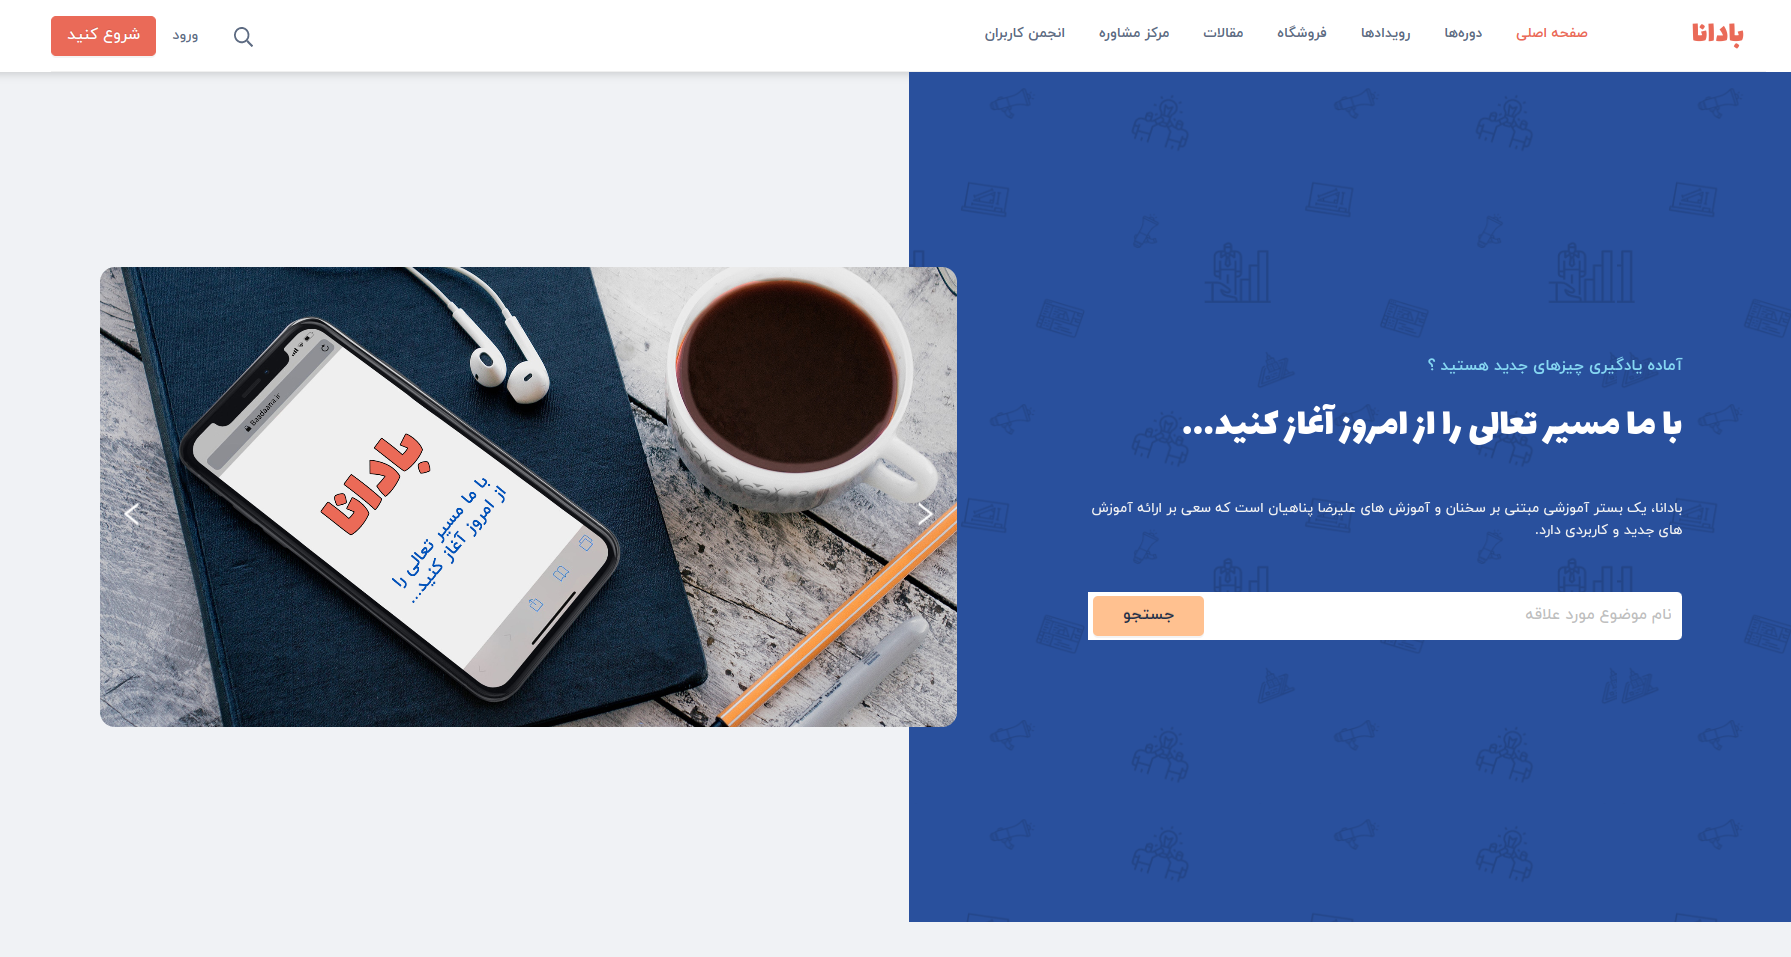 بادانا
صفحه اصلی
دوره‌ها
رویدادها
فروشگاه
مقالات
مرکز مشاوره
انجمن کاربران
ورود
شروع کنید
آماده یادگیری چیزهای جدید هستید ؟
با ما مسیر تعالی را از امروز آغاز کنید...
بادانا، یک بستر آموزشی مبتنی بر سخنان و آموزش های علیرضا پناهیان است که سعی بر ارائه آموزش
های جدید و کاربردی دارد.
نام موضوع مورد علاقه
جستجو
Baadaana.ir
بادانا
با ما مسیر تعالی را
از امروز آغاز کنید...